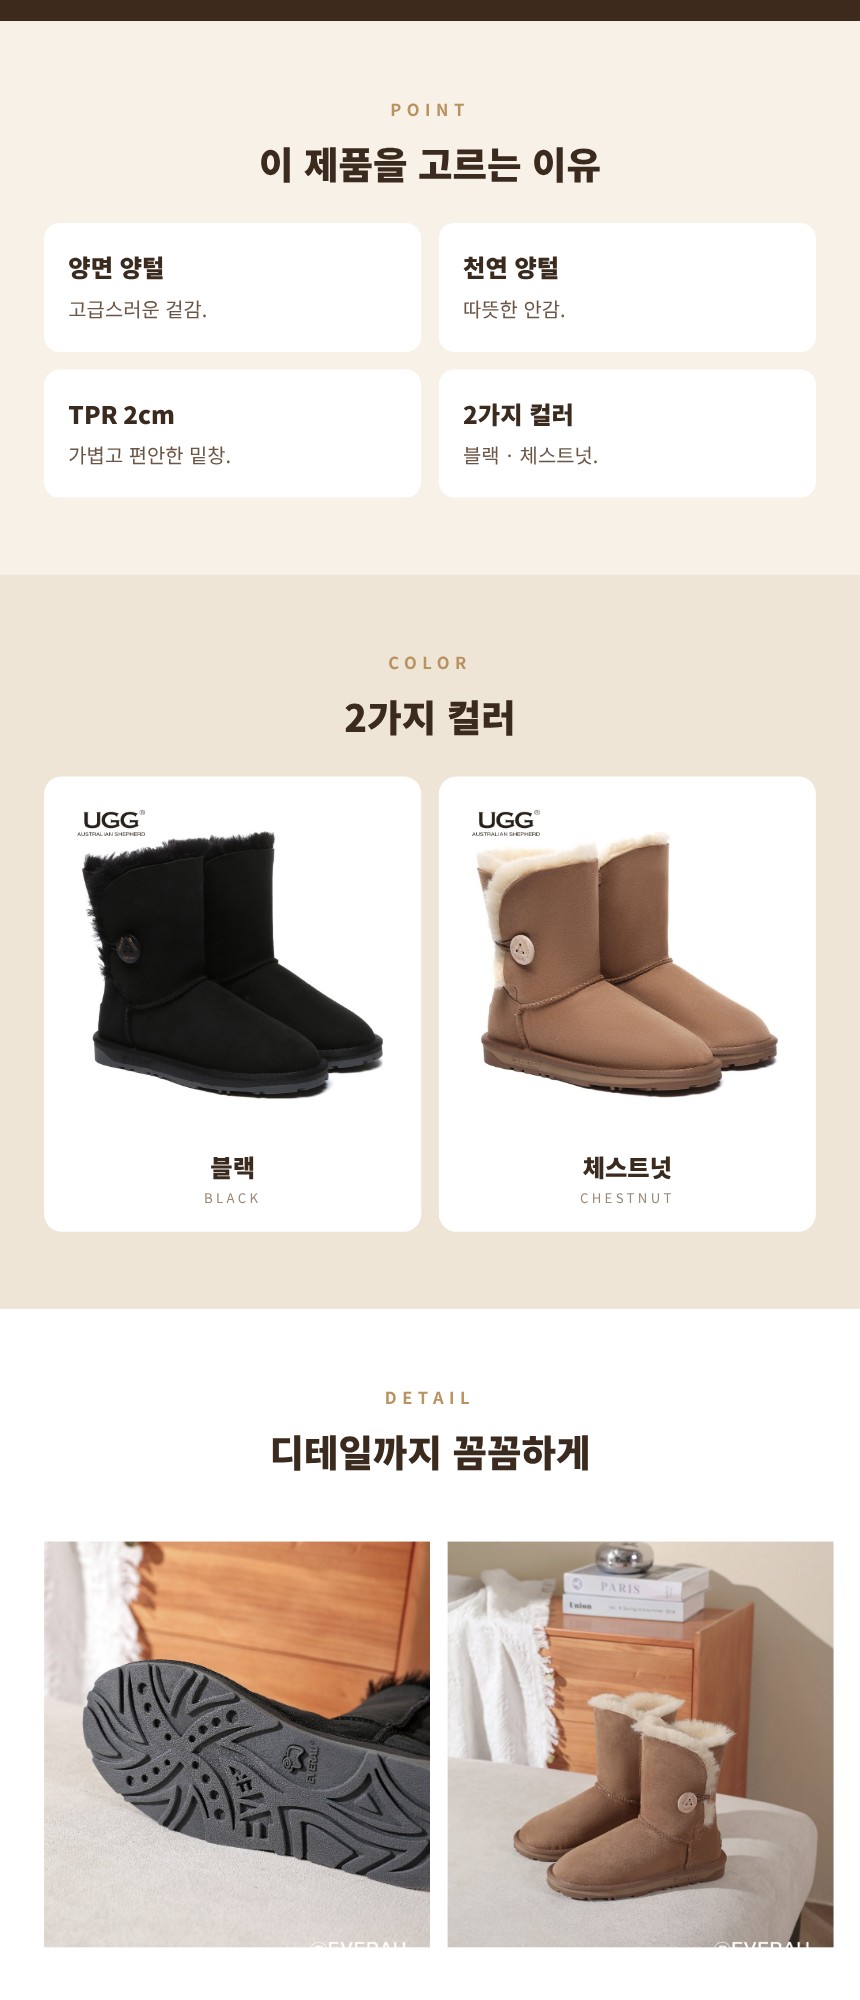 POINT
이 제품을 고르는 이유
양면 양털
고급스러운 겉감.
천연 양털
따뜻한 안감.
TPR 2cm
가볍고 편안한 밑창.
2가지 컬러
블랙 · 체스트넛.
COLOR
2가지 컬러
UGG®
AUSTRALIAN SHEPHERD
UGG®
AUSTRALIAN SHEPHERD
블랙
BLACK
체스트넛
CHESTNUT
DETAIL
디테일까지 꼼꼼하게
EVERAU
PARIS
Union
@EVERAU
@EVERAU